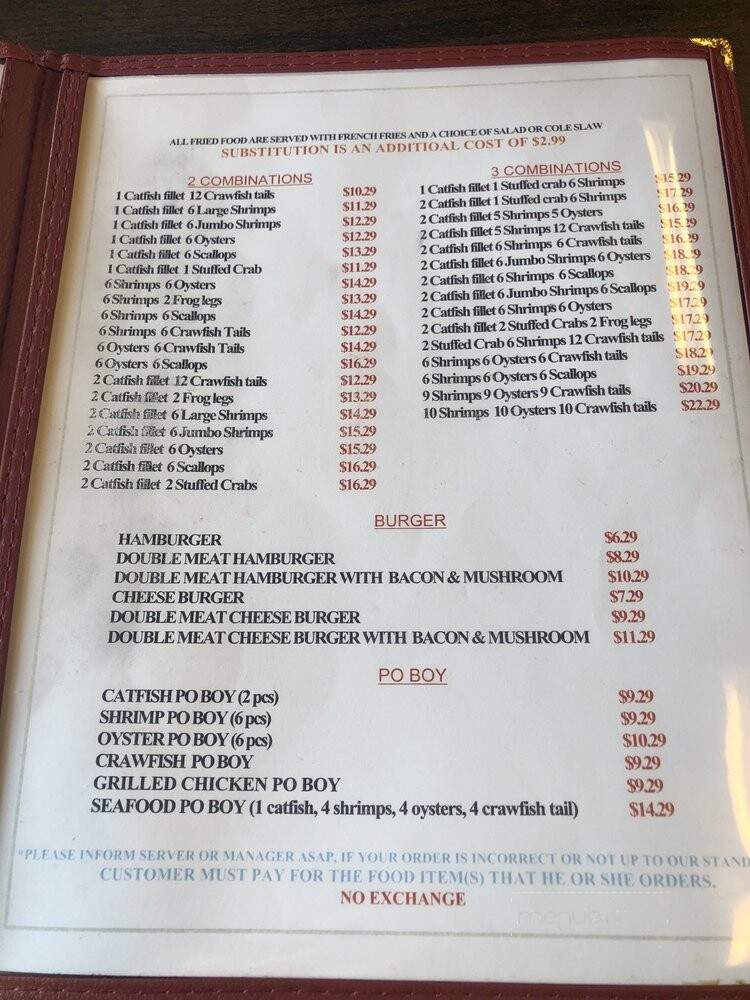 ALL FRIED FOOD ARE SERVED WITH FRENCH FRIES AND A CHOICE OF SALAD OR COLE SLAW
SUBSTITUTION IS AN ADDITIOAL COST OF $2.99
2 COMBINATIONS
1 Catfish fillet 12 Crawfish tails $10.29
1 Catfish fillet 6 Large Shrimps $11.29
1 Catfish fillet 6 Jumbo Shrimps $12.29
1 Catfish fillet 6 Oysters $12.29
1 Catfish fillet 6 Scallops $13.29
1 Catfish fillet 1 Stuffed Crab $11.29
6 Shrimps 6 Oysters $14.29
6 Shrimps 2 Frog legs $13.29
6 Shrimps 6 Scallops $14.29
6 Shrimps 6 Crawfish Tails $12.29
6 Oysters 6 Crawfish Tails $14.29
6 Oysters 6 Scallops $16.29
2 Catfish fillet 12 Crawfish tails $12.29
2 Catfish fillet 2 Frog legs $13.29
2 Catfish fillet 6 Large Shrimps $14.29
2 Catfish fillet 6 Jumbo Shrimps $15.29
2 Catfish fillet 6 Oysters $15.29
2 Catfish fillet 6 Scallops $16.29
2 Catfish fillet 2 Stuffed Crabs $16.29
3 COMBINATIONS
1 Catfish fillet 1 Stuffed crab 6 Shrimps $15.29
2 Catfish fillet 1 Stuffed crab 6 Shrimps $17.29
2 Catfish fillet 5 Shrimps 5 Oysters $16.29
2 Catfish fillet 5 Shrimps 12 Crawfish tails $15.29
2 Catfish fillet 6 Shrimps 6 Crawfish tails $16.29
2 Catfish fillet 6 Jumbo Shrimps 6 Oysters $18.29
2 Catfish fillet 6 Shrimps 6 Scallops $18.29
2 Catfish fillet 6 Jumbo Shrimps 6 Scallops $19.29
2 Catfish fillet 6 Shrimps 6 Oysters $17.29
2 Catfish fillet 2 Stuffed Crabs 2 Frog legs $17.29
2 Stuffed Crab 6 Shrimps 12 Crawfish tails $17.29
6 Shrimps 6 Oysters 6 Crawfish tails $18.29
6 Shrimps 6 Oysters 6 Scallops $19.29
9 Shrimps 9 Oysters 9 Crawfish tails $20.29
10 Shrimps 10 Oysters 10 Crawfish tails $22.29
BURGER
HAMBURGER $6.29
DOUBLE MEAT HAMBURGER $8.29
DOUBLE MEAT HAMBURGER WITH BACON & MUSHROOM $10.29
CHEESE BURGER $7.29
DOUBLE MEAT CHEESE BURGER $9.29
DOUBLE MEAT CHEESE BURGER WITH BACON & MUSHROOM $11.29
PO BOY
CATFISH PO BOY (2 pcs) $9.29
SHRIMP PO BOY (6 pcs) $9.29
OYSTER PO BOY (6 pcs) $10.29
CRAWFISH PO BOY $9.29
GRILLED CHICKEN PO BOY $9.29
SEAFOOD PO BOY (1 catfish, 4 shrimps, 4 oysters, 4 crawfish tail) $14.29
*PLEASE INFORM SERVER OR MANAGER ASAP, IF YOUR ORDER IS INCORRECT OR NOT UP TO OUR STAND
CUSTOMER MUST PAY FOR THE FOOD ITEM(S) THAT HE OR SHE ORDERS.
NO EXCHANGE